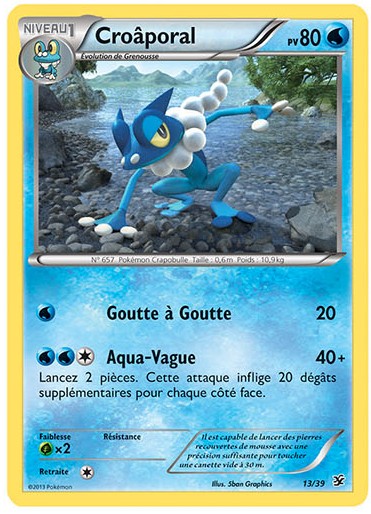 NIVEAU 1
Croâporal
PV 80
Évolution de Grenousse
N° 657 Pokémon Crapobulle Taille : 0,6m Poids : 10,9kg
Goutte à Goutte 20
Aqua-Vague 40+
Lancez 2 pièces. Cette attaque inflige 20 dégâts
supplémentaires pour chaque côté face.
Faiblesse Résistance
×2
Retraite
Il est capable de lancer des pierres
recouvertes de mousse avec une
précision suffisante pour toucher
une canette vide à 30 m.
©2013 Pokémon
Illus. 5ban Graphics
13/39